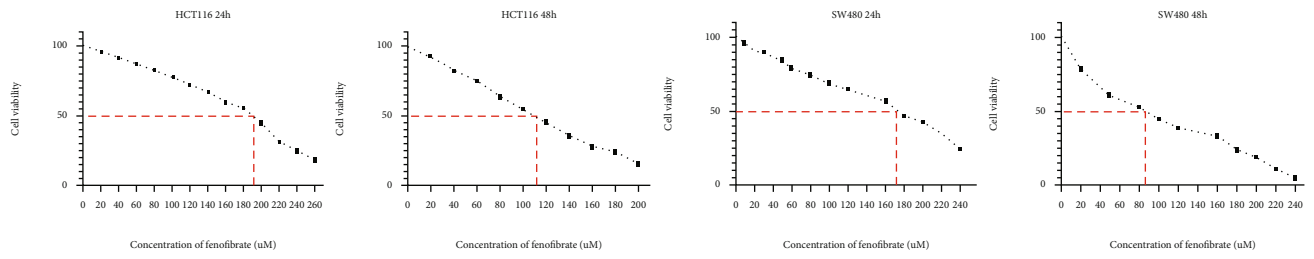 HCT116 24h
100
50
0
Cell viability
0 20 40 60 80 100 120 140 160 180 200 220 240 260
Concentration of fenofibrate (uM)
HCT116 48h
100
50
0
Cell viability
0 20 40 60 80 100 120 140 160 180 200
Concentration of fenofibrate (uM)
SW480 24h
100
50
0
Cell viability
0 20 40 60 80 100 120 140 160 180 200 240
Concentration of fenofibrate (uM)
SW480 48h
100
50
0
Cell viability
0 20 40 60 80 100 120 140 160 180 200 220 240
Concentration of fenofibrate (uM)